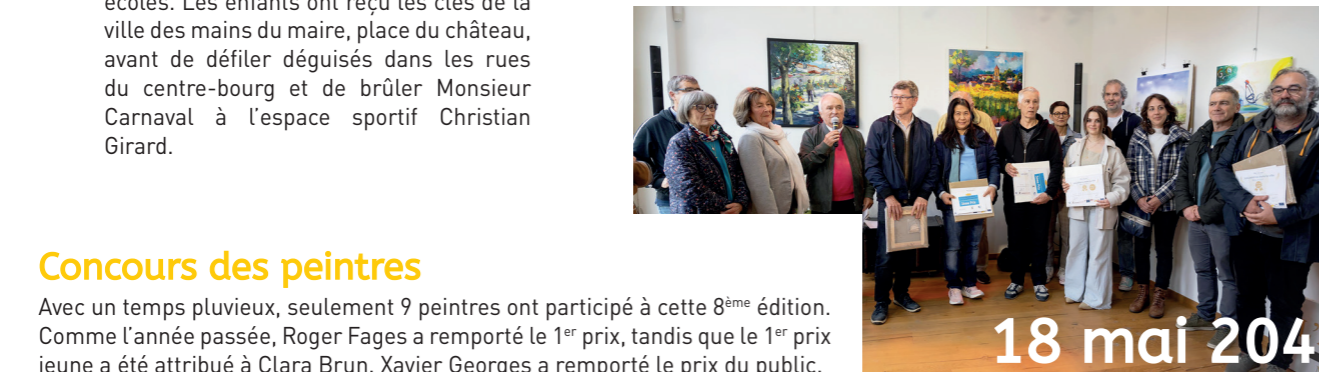 écoles. Les enfants ont reçu les clés de la
ville des mains du maire, place du château,
avant de défiler déguisés dans les rues
du centre-bourg et de brûler Monsieur
Carnaval à l’espace sportif Christian
Girard.
Concours des peintres
Avec un temps pluvieux, seulement 9 peintres ont participé à cette 8ème édition.
Comme l’année passée, Roger Fages a remporté le 1er prix, tandis que le 1er prix
jeune a été attribué à Clara Brun. Xavier Georges a remporté le prix du public.
18 mai 204